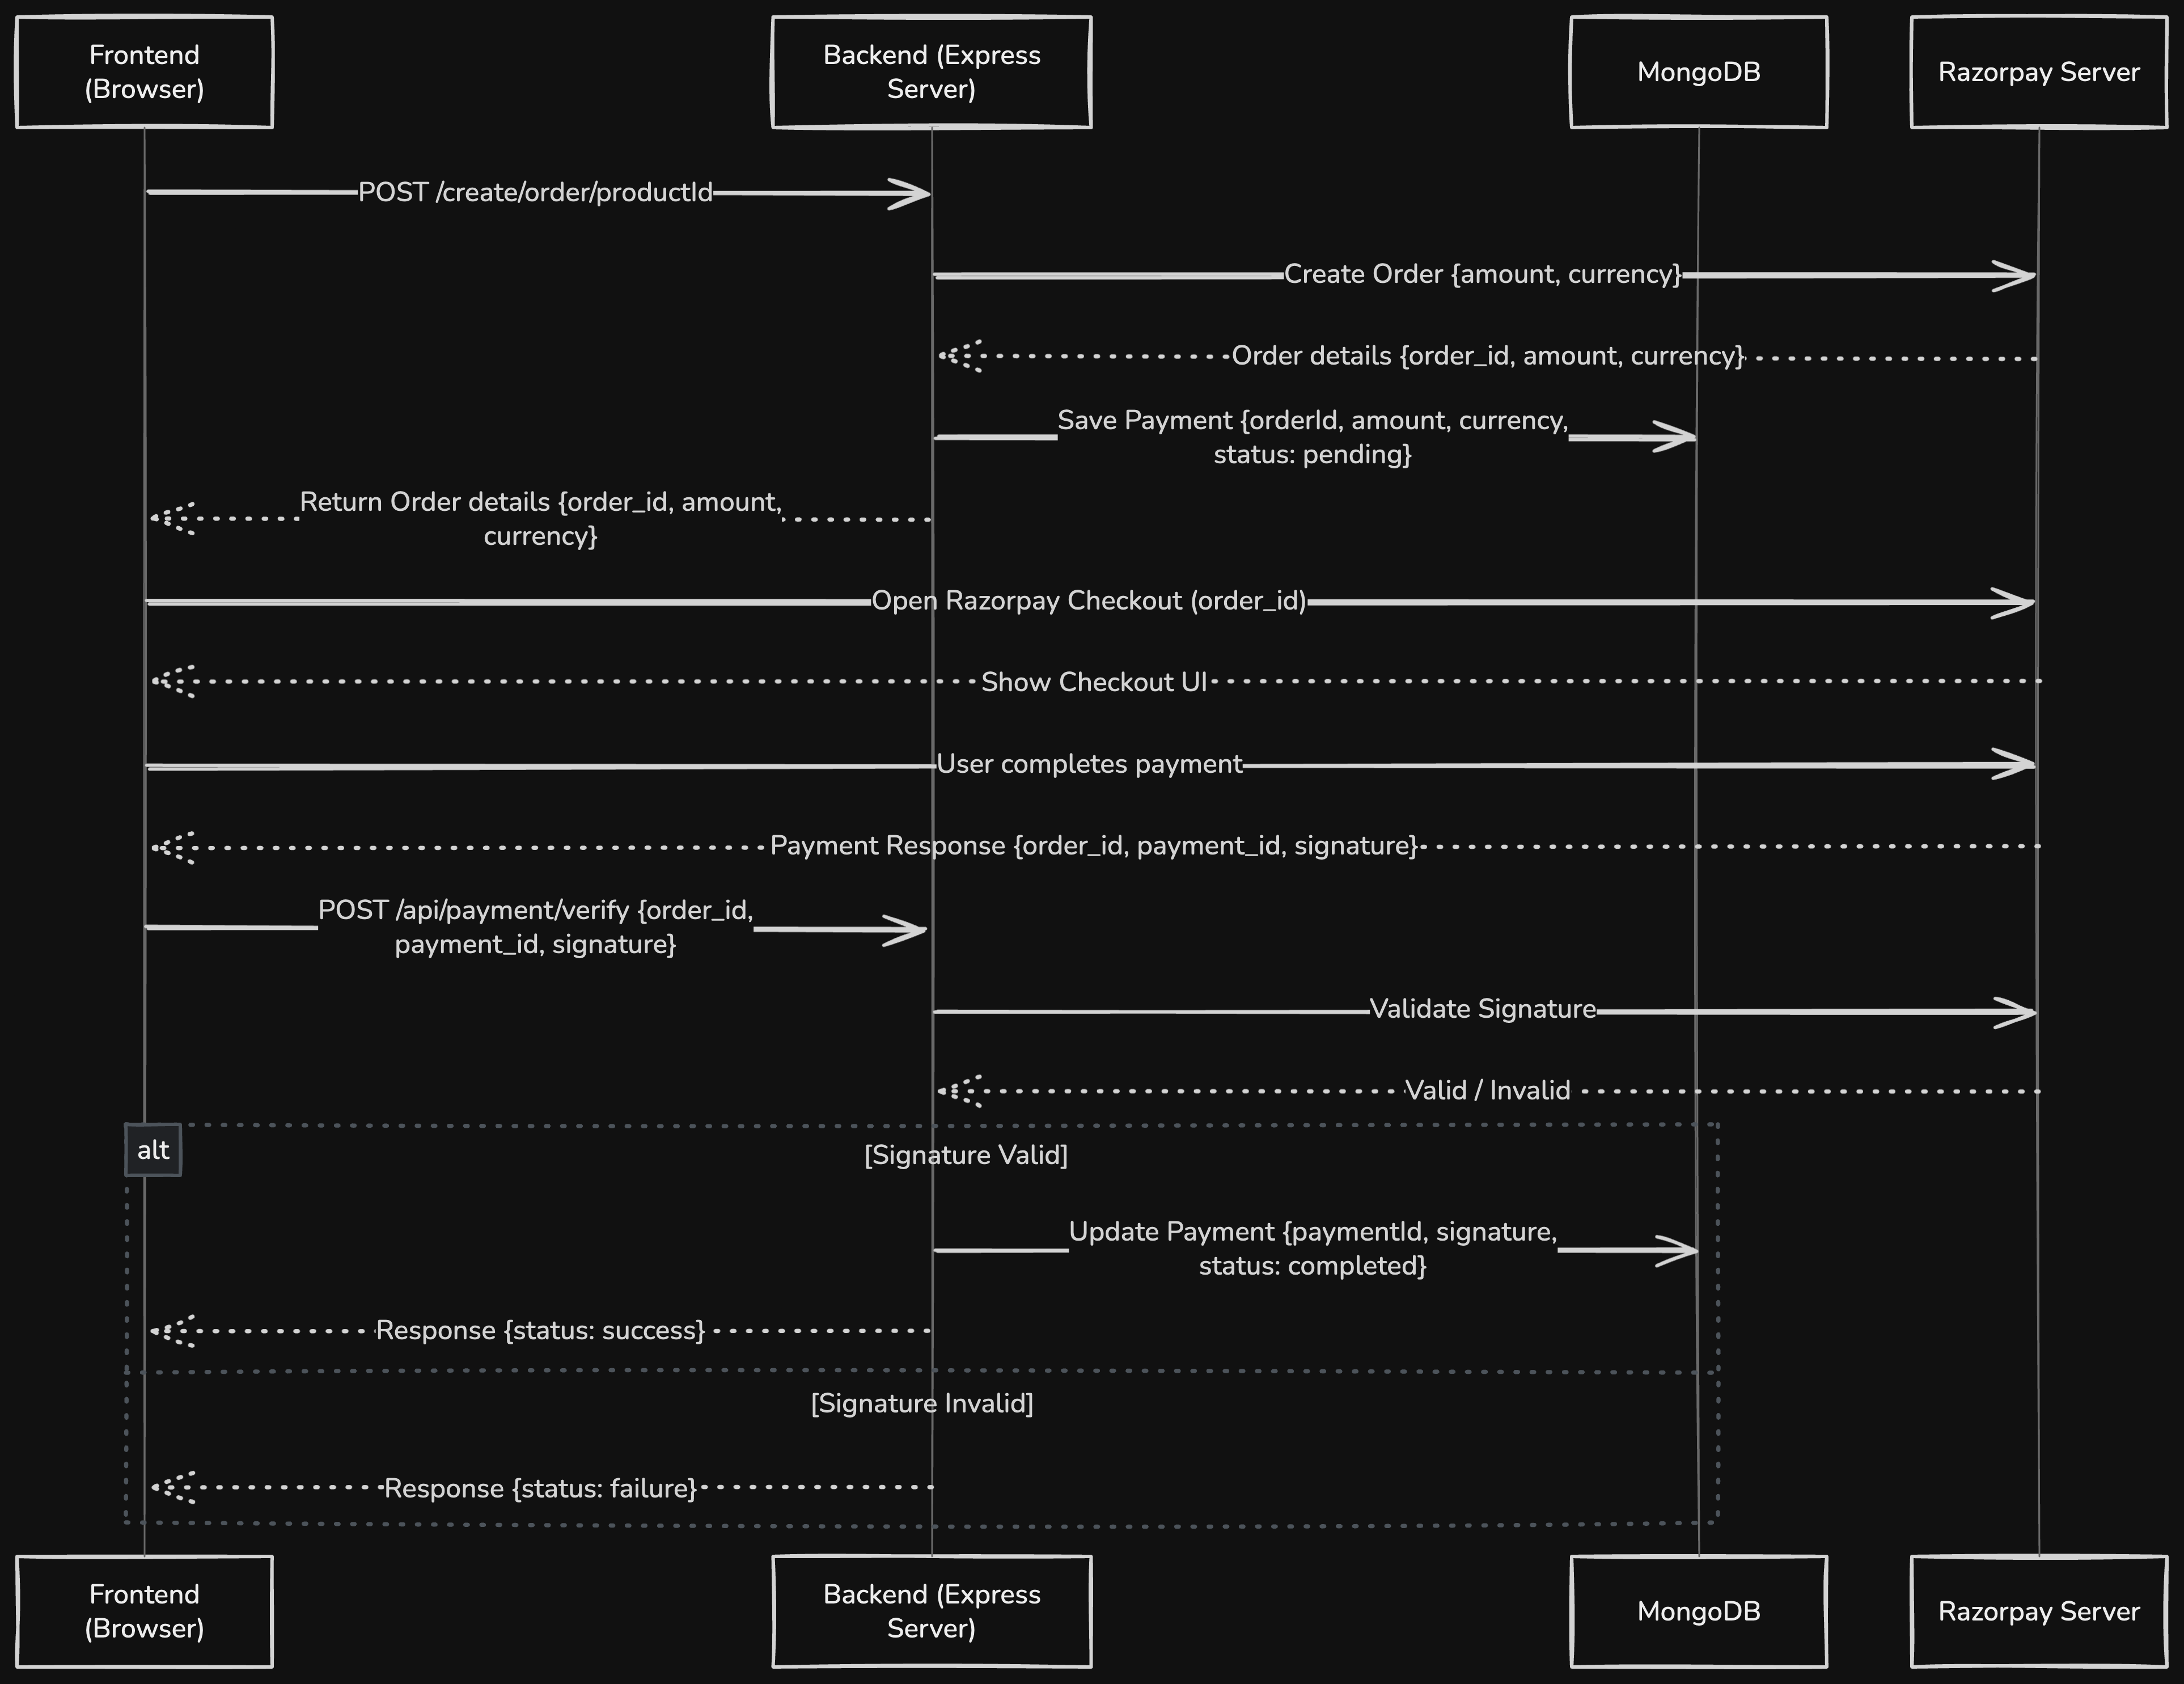 Frontend
(Browser)
Backend (Express
Server)
MongoDB
Razorpay Server
POST /create/order/productId
Create Order {amount, currency}
Order details {order_id, amount, currency}
Save Payment {orderId, amount, currency,
status: pending}
Return Order details {order_id, amount,
currency}
Open Razorpay Checkout (order_id)
Show Checkout UI
User completes payment
Payment Response {order_id, payment_id, signature}
POST /api/payment/verify {order_id,
payment_id, signature}
Validate Signature
Valid / Invalid
alt
[Signature Valid]
Update Payment {paymentId, signature,
status: completed}
Response {status: success}
[Signature Invalid]
Response {status: failure}
Frontend
(Browser)
Backend (Express
Server)
MongoDB
Razorpay Server